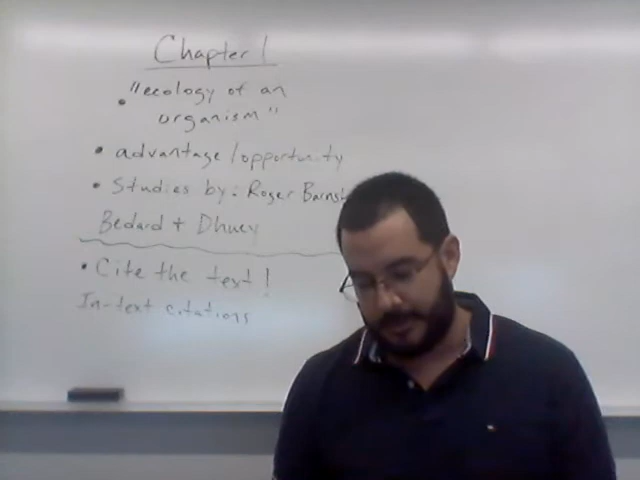 Chapter 1
• "ecology of an
organism"
• advantage/opportunity
• Studies by: Roger Barns
Bedard + Dhuey
• Cite the text!
In-text citations